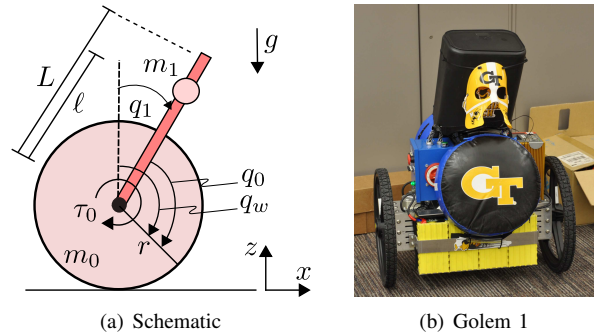 g
m₁
L
ℓ
q₁
q₀
q_w
τ₀
r
m₀
z
x
(a) Schematic
GT
GT
(b) Golem 1